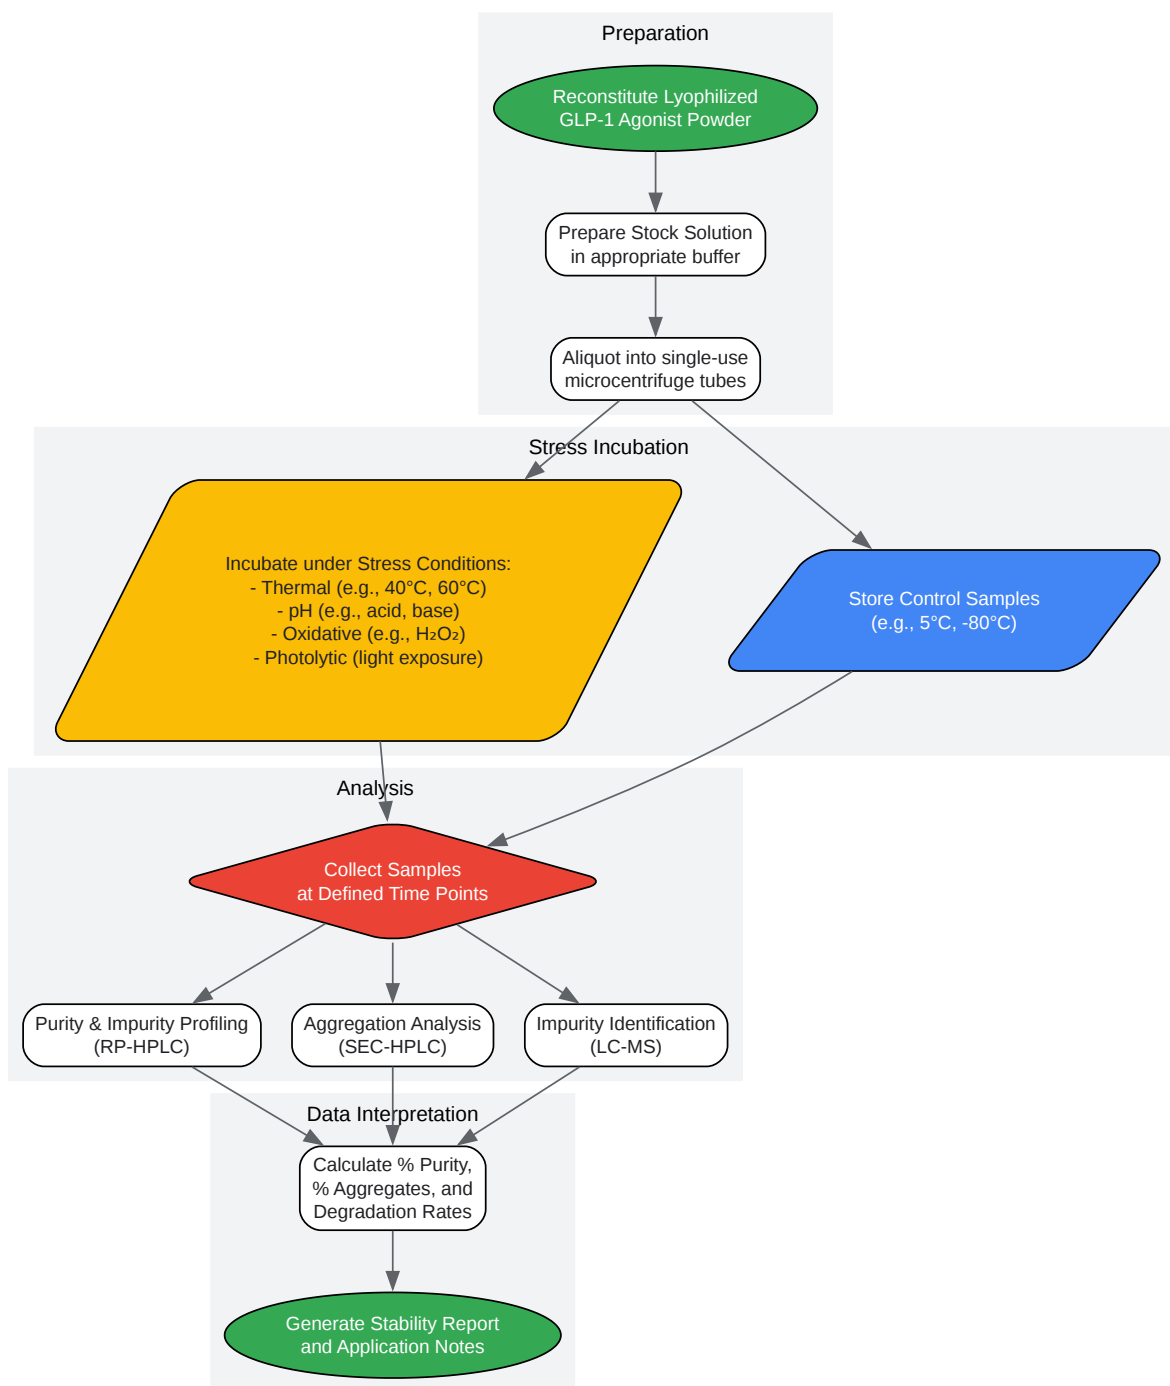 Preparation
Reconstitute Lyophilized
GLP-1 Agonist Powder
Prepare Stock Solution
in appropriate buffer
Aliquot into single-use
microcentrifuge tubes
Stress Incubation
Incubate under Stress Conditions:
- Thermal (e.g., 40°C, 60°C)
- pH (e.g., acid, base)
- Oxidative (e.g., H₂O₂)
- Photolytic (light exposure)
Store Control Samples
(e.g., 5°C, -80°C)
Analysis
Collect Samples
at Defined Time Points
Purity & Impurity Profiling
(RP-HPLC)
Aggregation Analysis
(SEC-HPLC)
Impurity Identification
(LC-MS)
Data Interpretation
Calculate % Purity,
% Aggregates, and
Degradation Rates
Generate Stability Report
and Application Notes